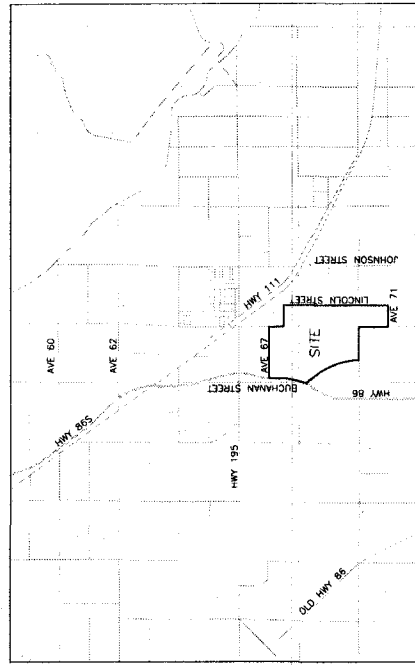 AVE 60
AVE 62
HWY 86S
HWY 111
HWY 195
AVE 67
BUCHANAN STREET
SITE
LINCOLN STREET
JOHNSON STREET
AVE 71
HWY 86
OLD HWY 86